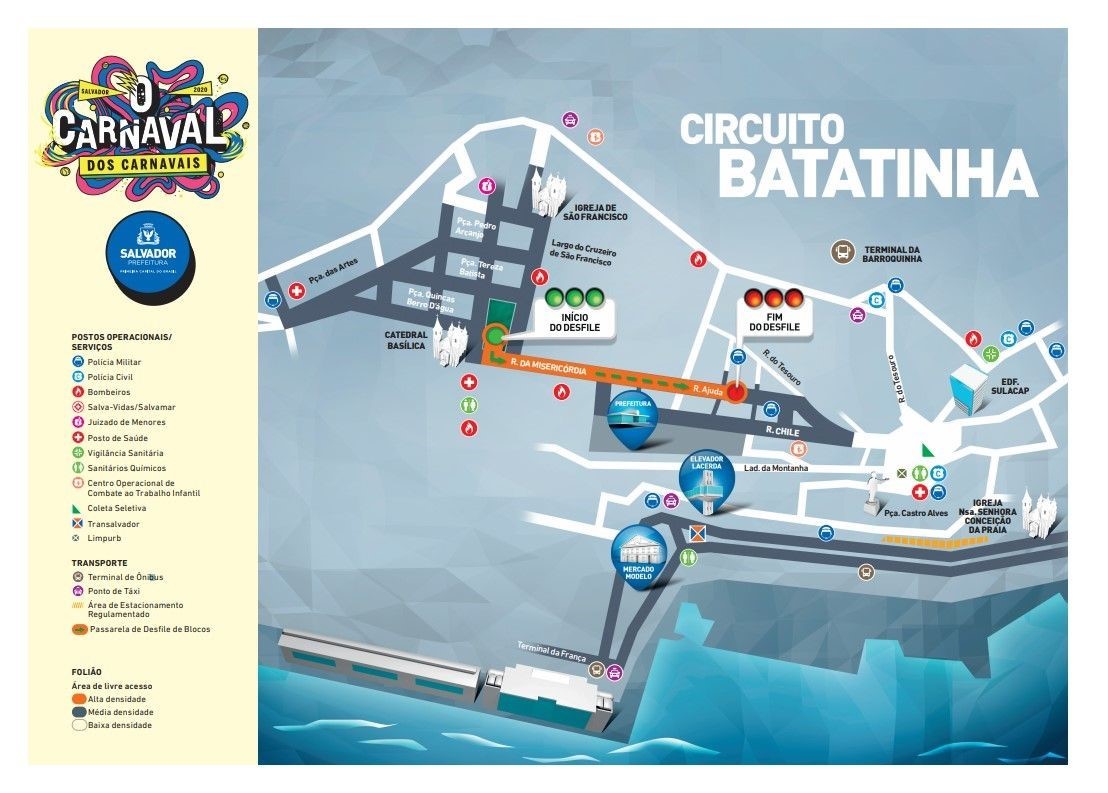 SALVADOR
2020
O
CARNAVAL
DOS CARNAVAIS
SALVADOR
PREFEITURA
PRIMEIRA CAPITAL DO BRASIL
POSTOS OPERACIONAIS/
SERVIÇOS
Polícia Militar
Polícia Civil
Bombeiros
Salva-Vidas/Salvamar
Juizado de Menores
Posto de Saúde
Vigilância Sanitária
Sanitários Químicos
Centro Operacional de
Combate ao Trabalho Infantil
Coleta Seletiva
Transalvador
Limpurb
TRANSPORTE
Terminal de Ônibus
Ponto de Táxi
Área de Estacionamento
Regulamentado
Passarela de Desfile de Blocos
FOLIÃO
Área de livre acesso
Alta densidade
Média densidade
Baixa densidade
CIRCUITO
BATATINHA
IGREJA DE
SÃO FRANCISCO
Pça. Pedro
Arcanjo
Largo do Cruzeiro
de São Francisco
Pça. das Artes
Pça. Tereza
Batista
Pça. Quincas
Berro D'água
TERMINAL DA
BARROQUINHA
INÍCIO
DO DESFILE
FIM
DO DESFILE
CATEDRAL
BASÍLICA
R. DA MISERICÓRDIA
R. Ajuda
R. do Tesouro
R. do Tesouro
EDF.
SULACAP
PREFEITURA
R. CHILE
ELEVADOR
LACERDA
Lad. da Montanha
Pça. Castro Alves
IGREJA
Nsa. SENHORA
CONCEIÇÃO
DA PRAIA
MERCADO
MODELO
Terminal da França